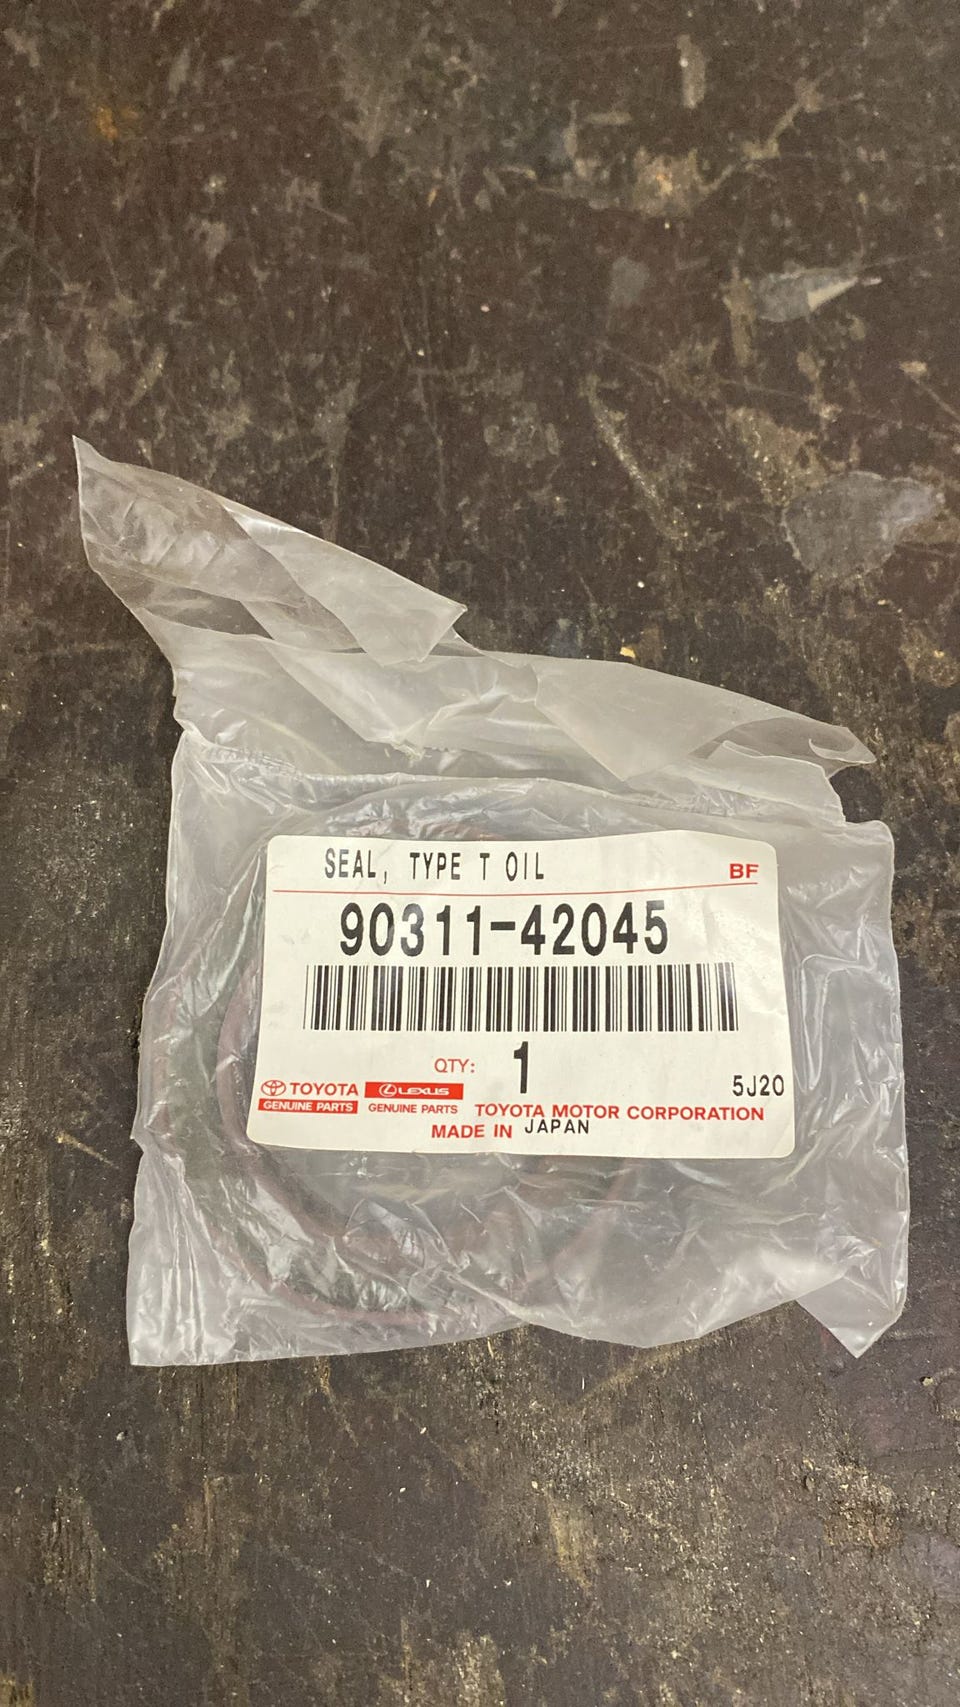 SEAL, TYPE T OIL
BF
90311-42045
QTY: 1
5J20
TOYOTA LEXUS
GENUINE PARTS GENUINE PARTS TOYOTA MOTOR CORPORATION
MADE IN JAPAN